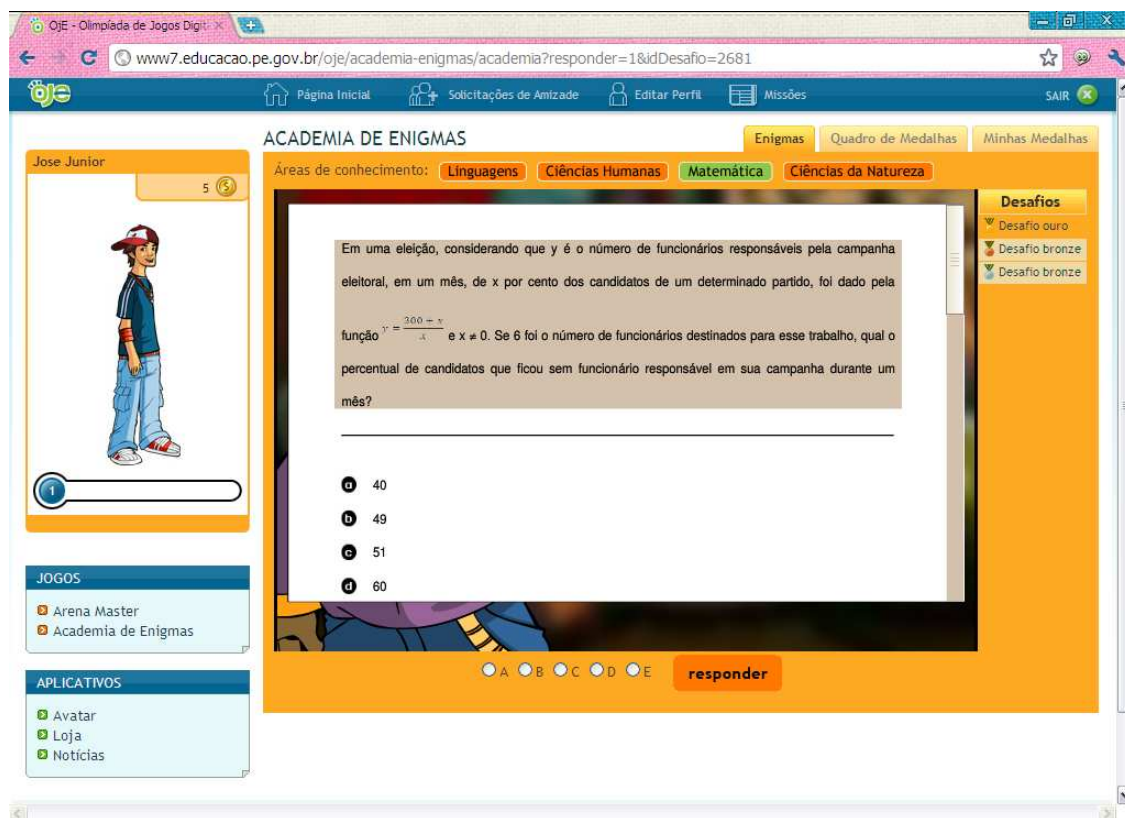 OjE - Olimpíada de Jogos Digit
www7.educacao.pe.gov.br/oje/academia-enigmas/academia?responder=1&idDesafio=2681
öje
Página Inicial
Solicitações de Amizade
Editar Perfil
Missões
SAIR
ACADEMIA DE ENIGMAS
Enigmas
Quadro de Medalhas
Minhas Medalhas
Jose Junior
5
1
Áreas de conhecimento:
Linguagens
Ciências Humanas
Matemática
Ciências da Natureza
Em uma eleição, considerando que y é o número de funcionários responsáveis pela campanha
eleitoral, em um mês, de x por cento dos candidatos de um determinado partido, foi dado pela
função e x ≠ 0. Se 6 foi o número de funcionários destinados para esse trabalho, qual o
percentual de candidatos que ficou sem funcionário responsável em sua campanha durante um
mês?
a 40
b 49
c 51
d 60
A B C D E
responder
Desafios
Desafio ouro
Desafio bronze
Desafio bronze
JOGOS
Arena Master
Academia de Enigmas
APLICATIVOS
Avatar
Loja
Notícias